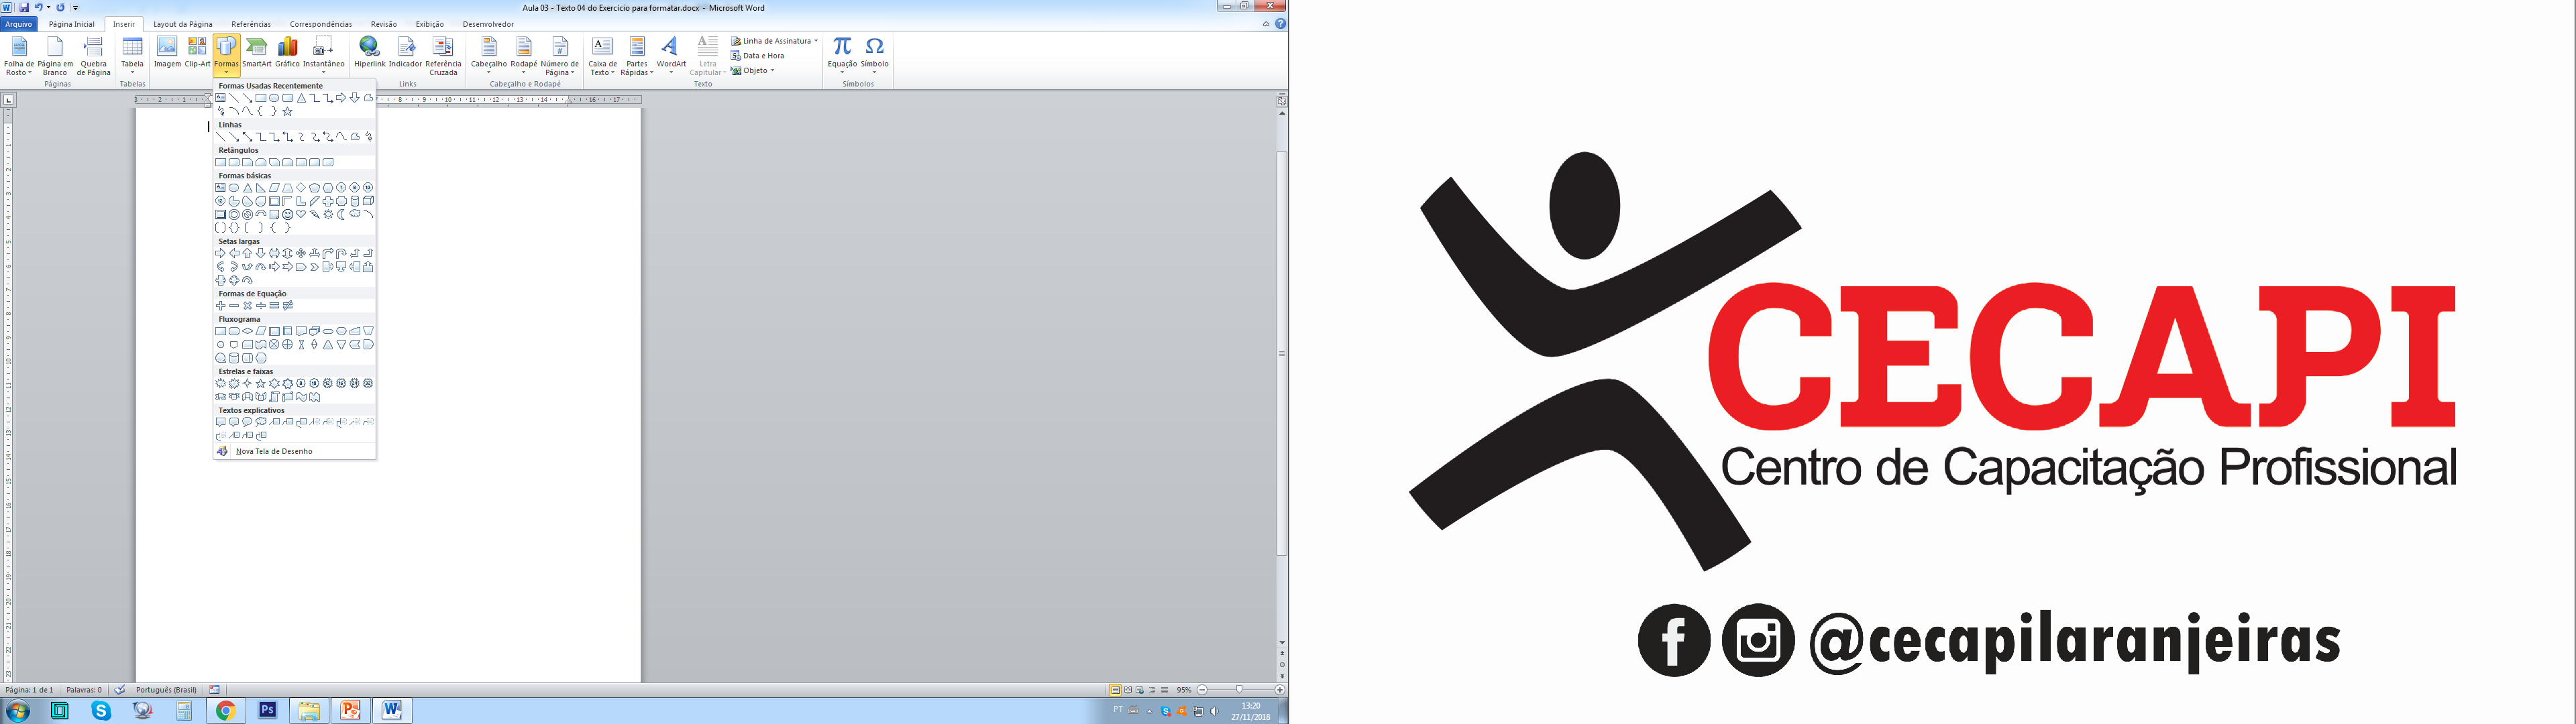 Aula 03 - Texto 04 do Exercício para formatar.docx - Microsoft Word
Arquivo Página Inicial Inserir Layout da Página Referências Correspondências Revisão Exibição Desenvolvedor
Folha de Rosto
Página em Branco
Quebra de Página
Tabela
Imagem
Clip-Art
Formas
SmartArt
Gráfico
Instantâneo
Hiperlink
Indicador
Referência Cruzada
Cabeçalho
Rodapé
Número de Página
Caixa de Texto
Partes Rápidas
WordArt
Letra Capitular
Linha de Assinatura
Data e Hora
Objeto
Equação
Símbolo
Páginas
Tabelas
Links
Cabeçalho e Rodapé
Texto
Símbolos
Formas Usadas Recentemente
Linhas
Retângulos
Formas básicas
Setas largas
Formas de Equação
Fluxograma
Estrelas e faixas
Textos explicativos
Nova Tela de Desenho
Página: 1 de 1
Palavras: 0
Português (Brasil)
95%
PT
13:20
27/11/2018
CECAPI
Centro de Capacitação Profissional
@cecapilaranjeiras